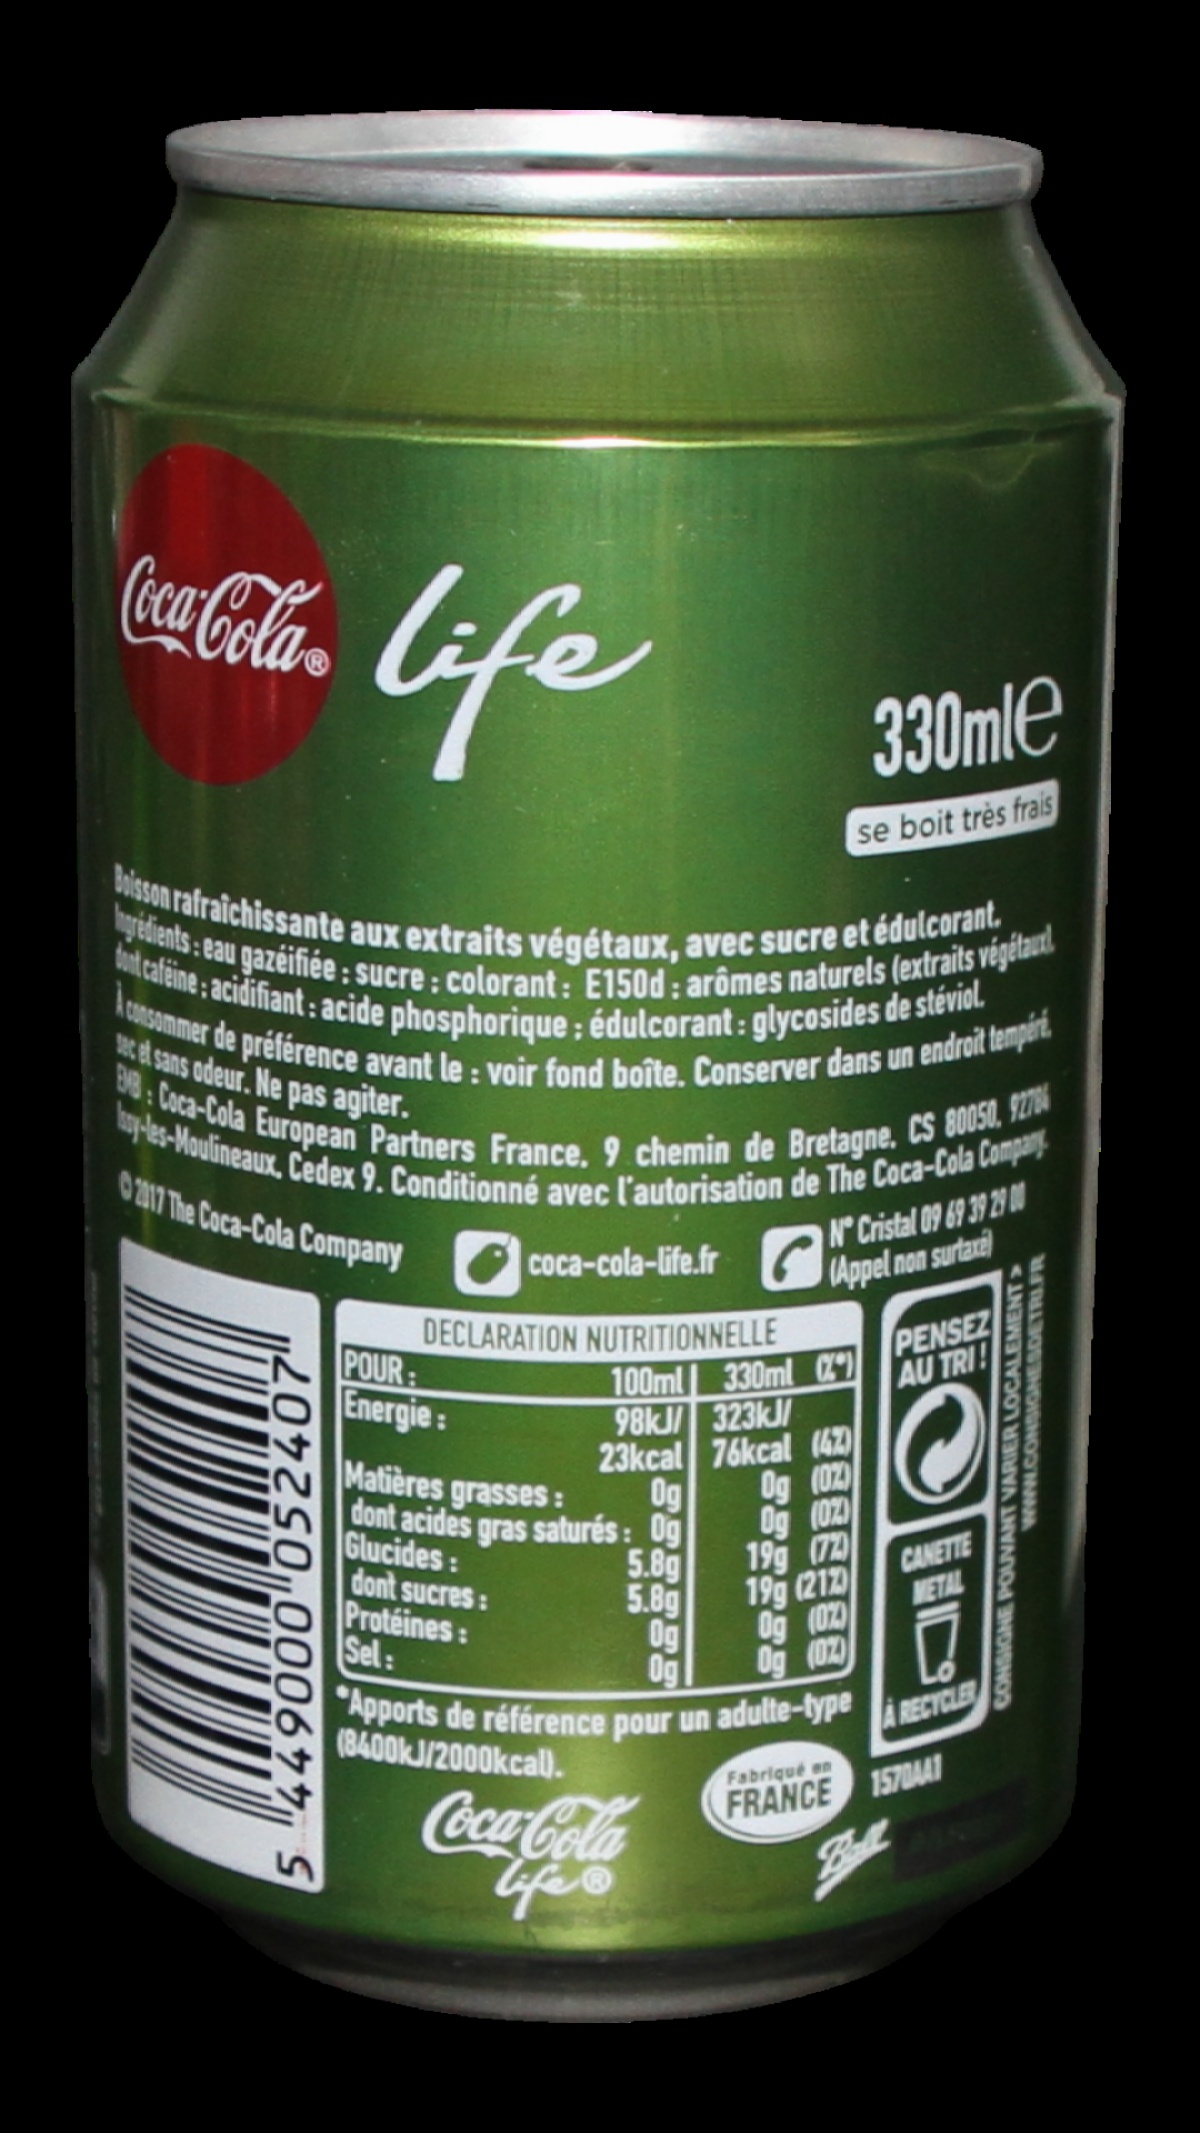 Coca-Cola®
life
330ml e
se boit très frais
Boisson rafraîchissante aux extraits végétaux, avec sucre et édulcorant.
Ingrédients : eau gazéifiée ; sucre ; colorant : E150d ; arômes naturels (extraits végétaux),
dont caféine ; acidifiant : acide phosphorique ; édulcorant : glycosides de stéviol.
À consommer de préférence avant le : voir fond boîte. Conserver dans un endroit tempéré,
sec et sans odeur. Ne pas agiter.
EMB : Coca-Cola European Partners France. 9 chemin de Bretagne. CS 80050. 92784
Issy-les-Moulineaux. Cedex 9. Conditionné avec l'autorisation de The Coca-Cola Company.
© 2017 The Coca-Cola Company
coca-cola-life.fr
N° Cristal 09 69 39 29 00
(Appel non surtaxé)
5 449000 052407
DECLARATION NUTRITIONNELLE
POUR : 100ml 330ml (%*)
Energie : 98kJ/ 323kJ/
23kcal 76kcal (4%)
Matières grasses : 0g 0g (0%)
dont acides gras saturés : 0g 0g (0%)
Glucides : 5.8g 19g (7%)
dont sucres : 5.8g 19g (21%)
Protéines : 0g 0g (0%)
Sel : 0g 0g (0%)
*Apports de référence pour un adulte-type
(8400kJ/2000kcal).
PENSEZ
AU TRI !
CANETTE
METAL
À RECYCLER
CONSIGNE POUVANT VARIER LOCALEMENT >
WWW.CONSIGNESDETRI.FR
Coca-Cola
life®
Fabriqué en
FRANCE
1570AA1
Ball